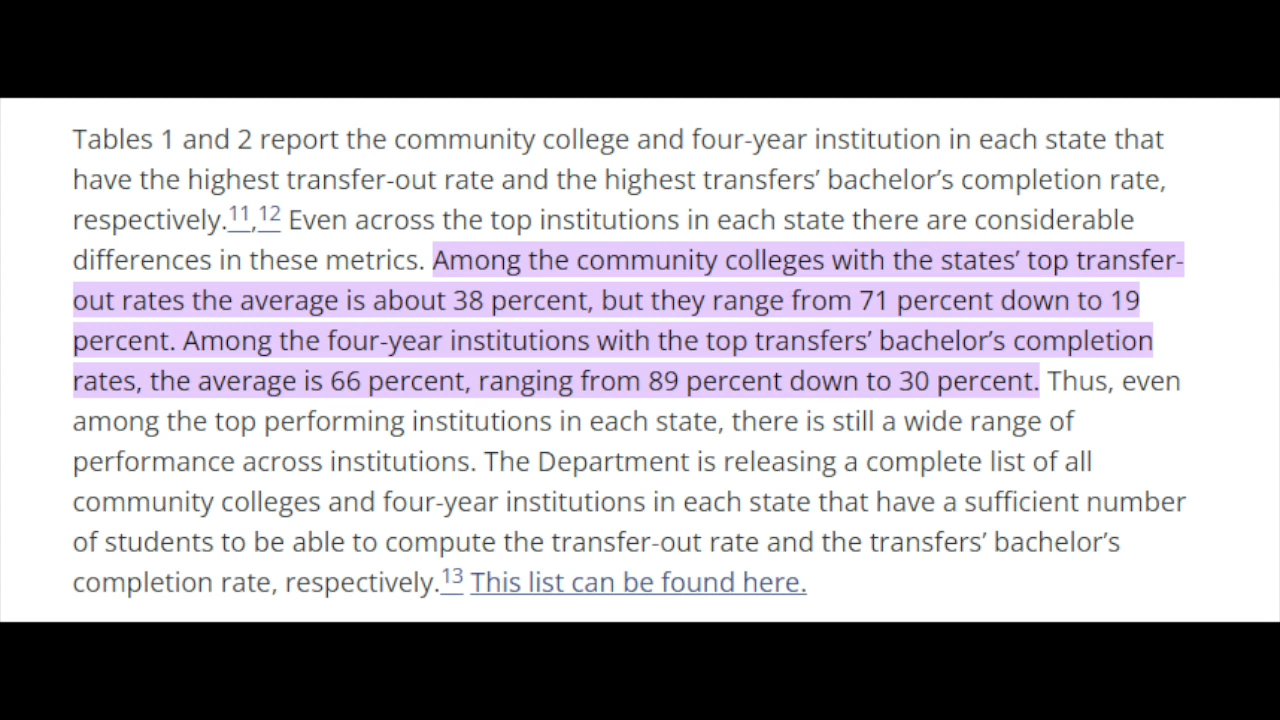 Tables 1 and 2 report the community college and four-year institution in each state that
have the highest transfer-out rate and the highest transfers’ bachelor’s completion rate,
respectively.11,12 Even across the top institutions in each state there are considerable
differences in these metrics. Among the community colleges with the states’ top transfer-
out rates the average is about 38 percent, but they range from 71 percent down to 19
percent. Among the four-year institutions with the top transfers’ bachelor’s completion
rates, the average is 66 percent, ranging from 89 percent down to 30 percent. Thus, even
among the top performing institutions in each state, there is still a wide range of
performance across institutions. The Department is releasing a complete list of all
community colleges and four-year institutions in each state that have a sufficient number
of students to be able to compute the transfer-out rate and the transfers’ bachelor’s
completion rate, respectively.13 This list can be found here.